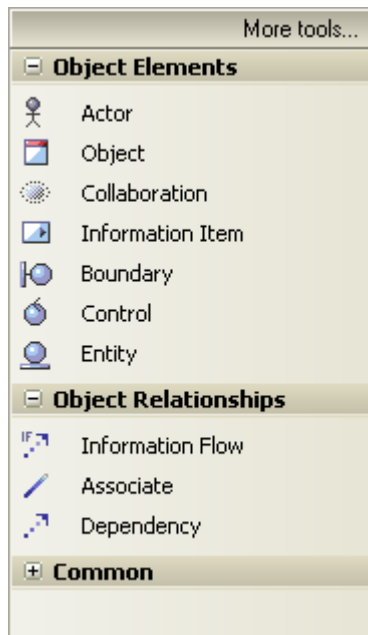 More tools...
Object Elements
Actor
Object
Collaboration
Information Item
Boundary
Control
Entity
Object Relationships
IF
Information Flow
Associate
Dependency
Common